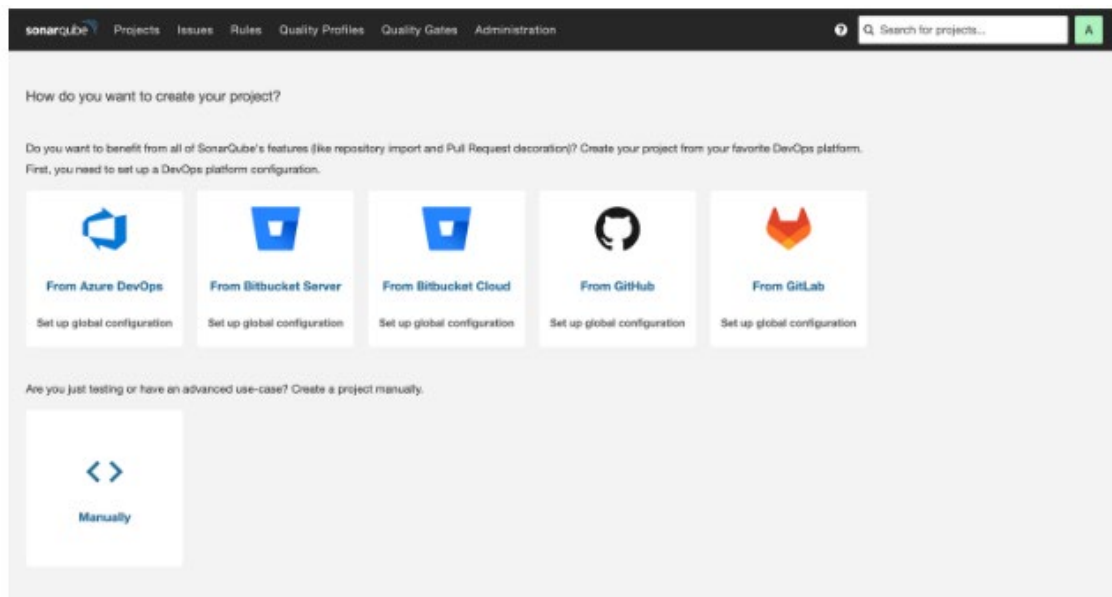 sonarqube Projects Issues Rules Quality Profiles Quality Gates Administration ? Search for projects... A
How do you want to create your project?
Do you want to benefit from all of SonarQube's features (like repository import and Pull Request decoration)? Create your project from your favorite DevOps platform.
First, you need to set up a DevOps platform configuration.
From Azure DevOps From Bitbucket Server From Bitbucket Cloud From GitHub From GitLab
Set up global configuration Set up global configuration Set up global configuration Set up global configuration Set up global configuration
Are you just testing or have an advanced use-case? Create a project manually.
Manually